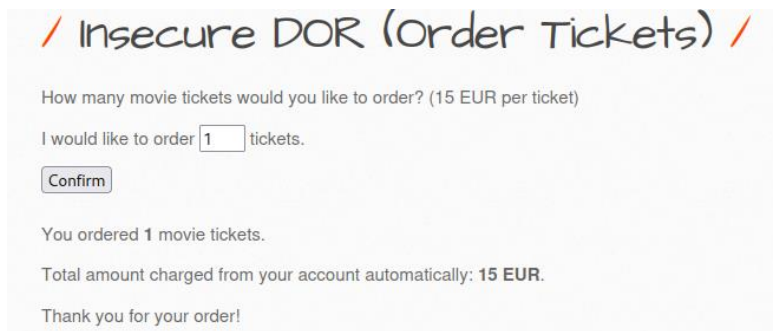 / Insecure DOR (Order Tickets) /
How many movie tickets would you like to order? (15 EUR per ticket)
I would like to order 1 tickets.
Confirm
You ordered 1 movie tickets.
Total amount charged from your account automatically: 15 EUR.
Thank you for your order!